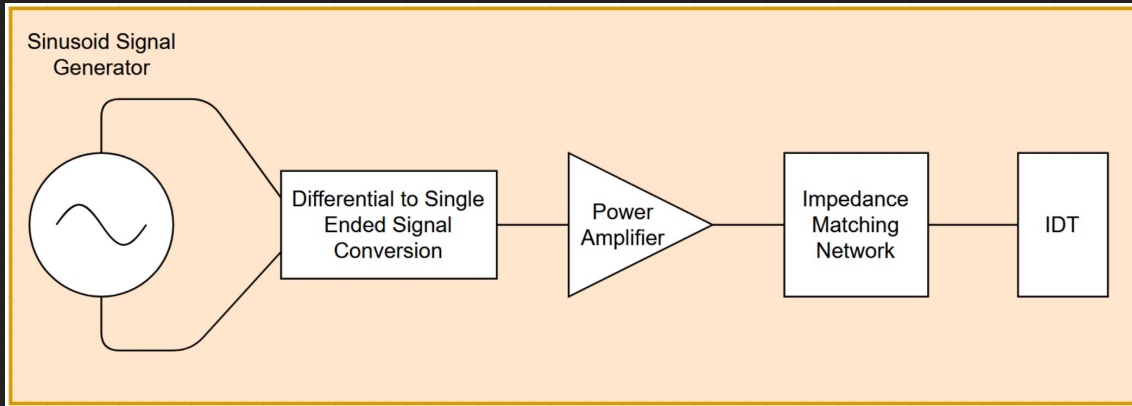 Sinusoid Signal
Generator
Differential to Single
Ended Signal
Conversion
Power
Amplifier
Impedance
Matching
Network
IDT